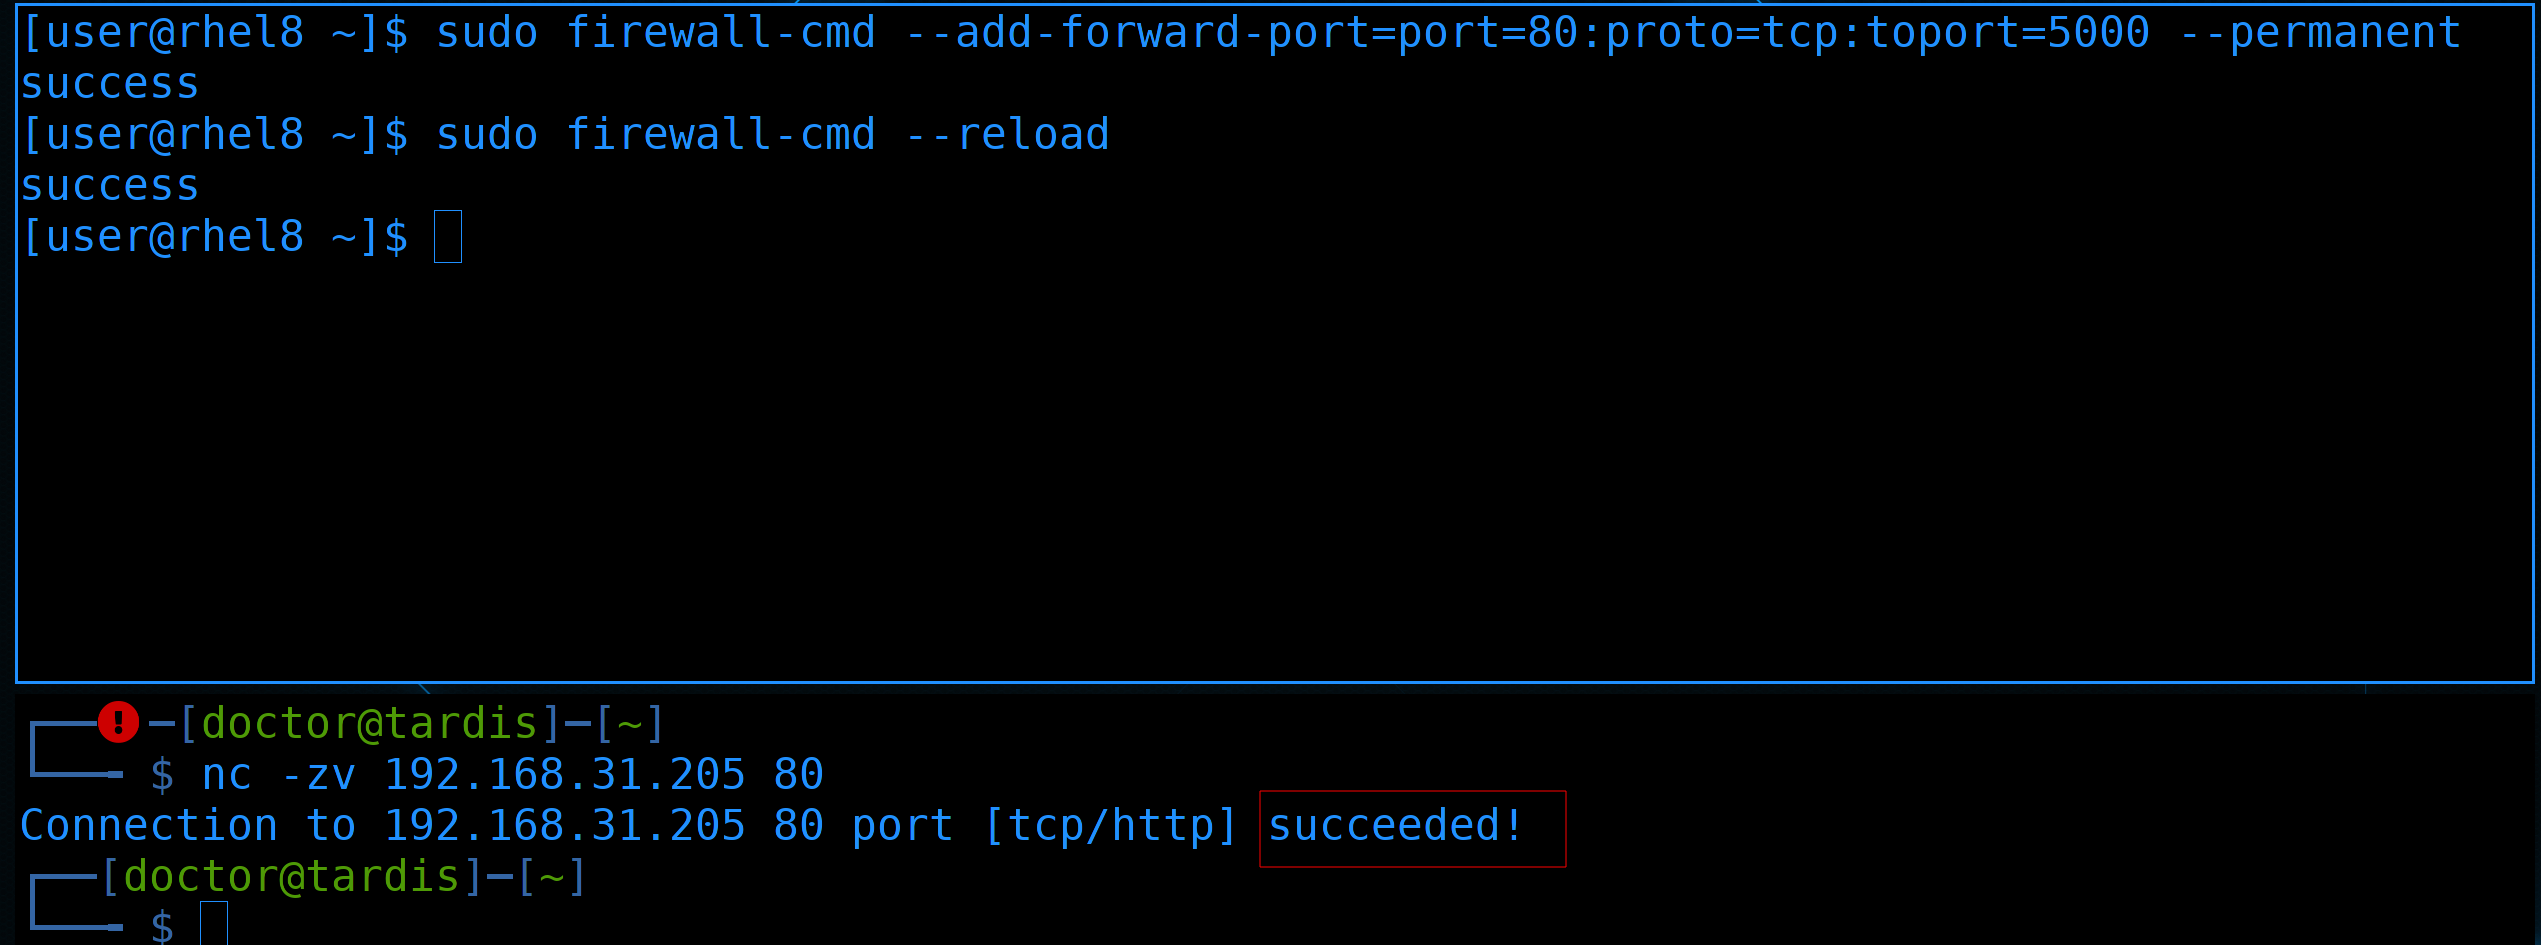 [user@rhel8 ~]$ sudo firewall-cmd --add-forward-port=port=80:proto=tcp:toport=5000 --permanent
success
[user@rhel8 ~]$ sudo firewall-cmd --reload
success
[user@rhel8 ~]$
[doctor@tardis]─[~]
$ nc -zv 192.168.31.205 80
Connection to 192.168.31.205 80 port [tcp/http] succeeded!
[doctor@tardis]─[~]
$